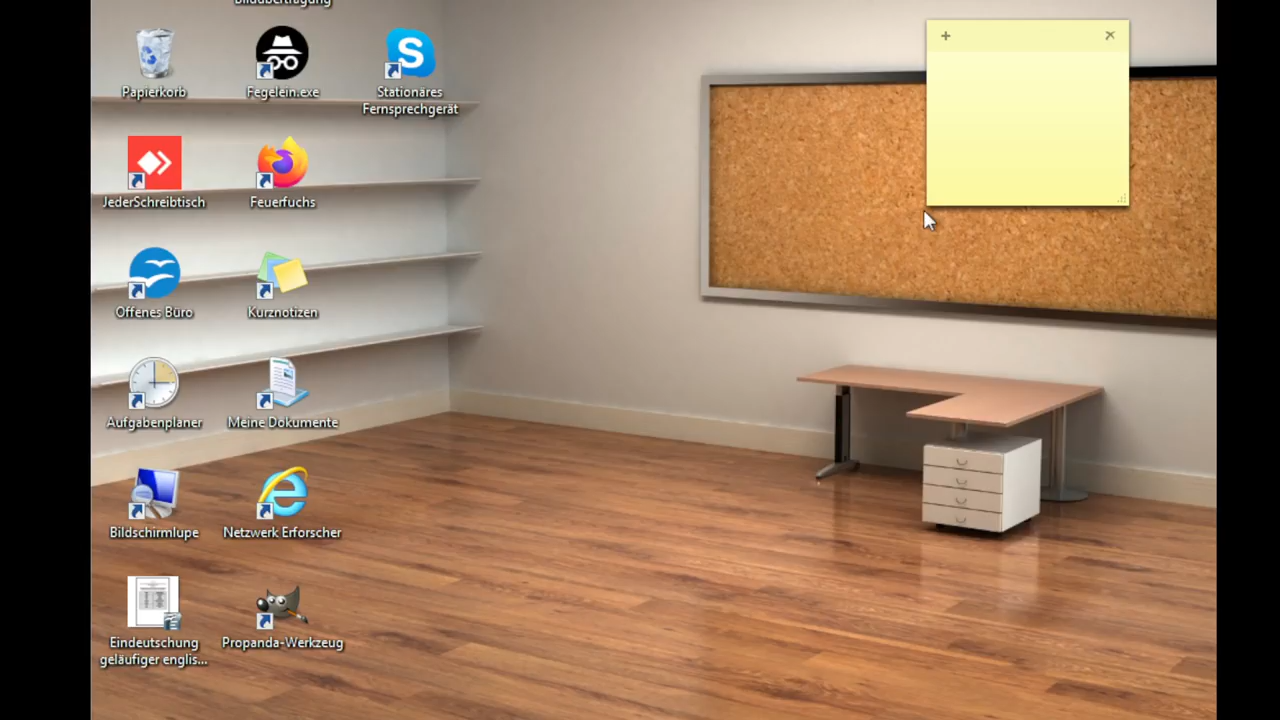 Bildübertragung
Papierkorb
Fegelein.exe
Stationäres
Fernsprechgerät
JederSchreibtisch
Feuerfuchs
Offenes Büro
Kurznotizen
Aufgabenplaner
Meine Dokumente
Bildschirmlupe
Netzwerk Erforscher
Eindeutschung
geläufiger englis...
Propanda-Werkzeug